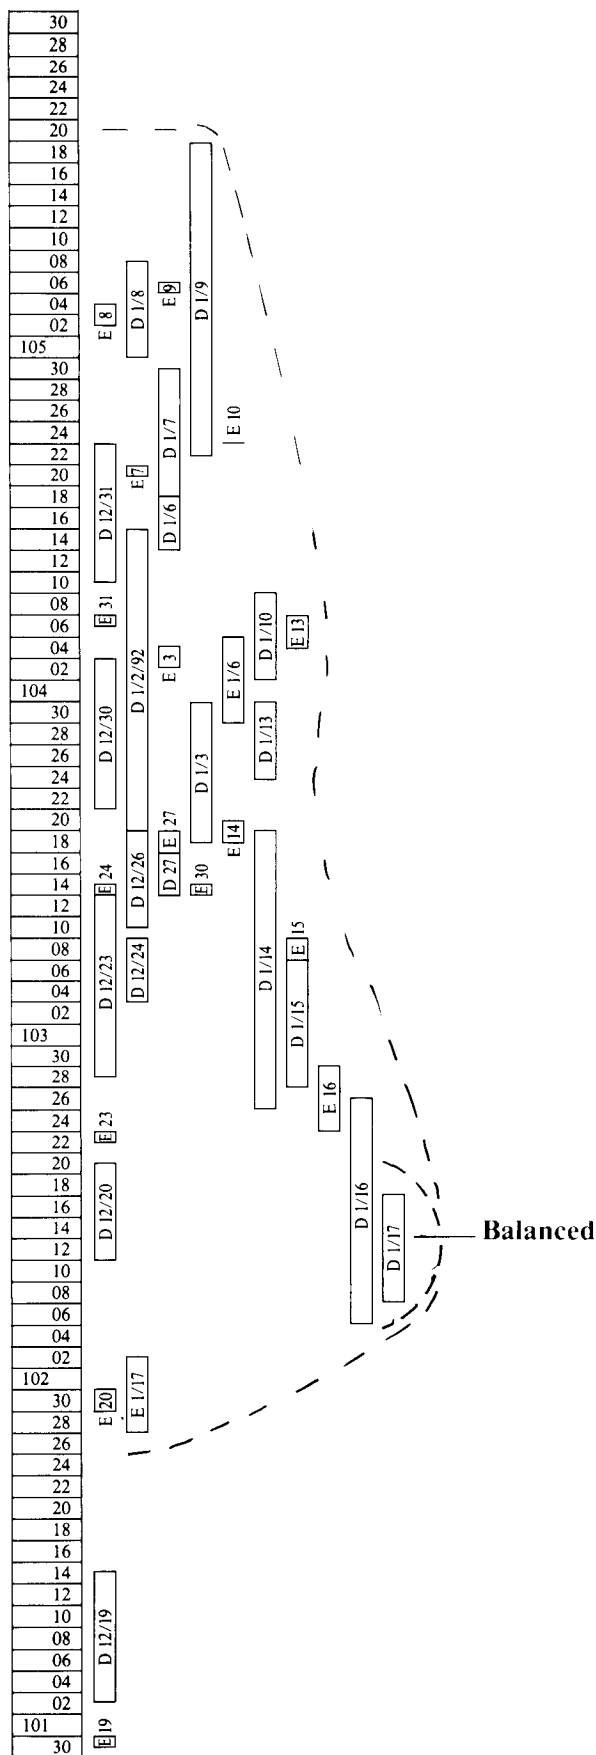 30
28
26
24
22
20
18
16
14
12
10
08
06
04
02
105
30
28
26
24
22
20
18
16
14
12
10
08
06
04
02
104
30
28
26
24
22
20
18
16
14
12
10
08
06
04
02
103
30
28
26
24
22
20
18
16
14
12
10
08
06
04
02
102
30
28
26
24
22
20
18
16
14
12
10
08
06
04
02
101
30
E 8
D 1/8
E 9
D 1/9
D 12/31
E 7
D 1/7
D 1/6
E 10
E 31
D 12/30
D 1/2/92
E 3
D 1/3
E 1/6
D 1/10
E 13
D 1/13
E 24
D 12/23
D 12/26
D 12/24
E 27
D 27
E 30
E 14
D 1/14
E 15
D 1/15
E 16
E 23
D 12/20
D 1/16
D 1/17
Balanced
E 20
E 1/17
D 12/19
E 19